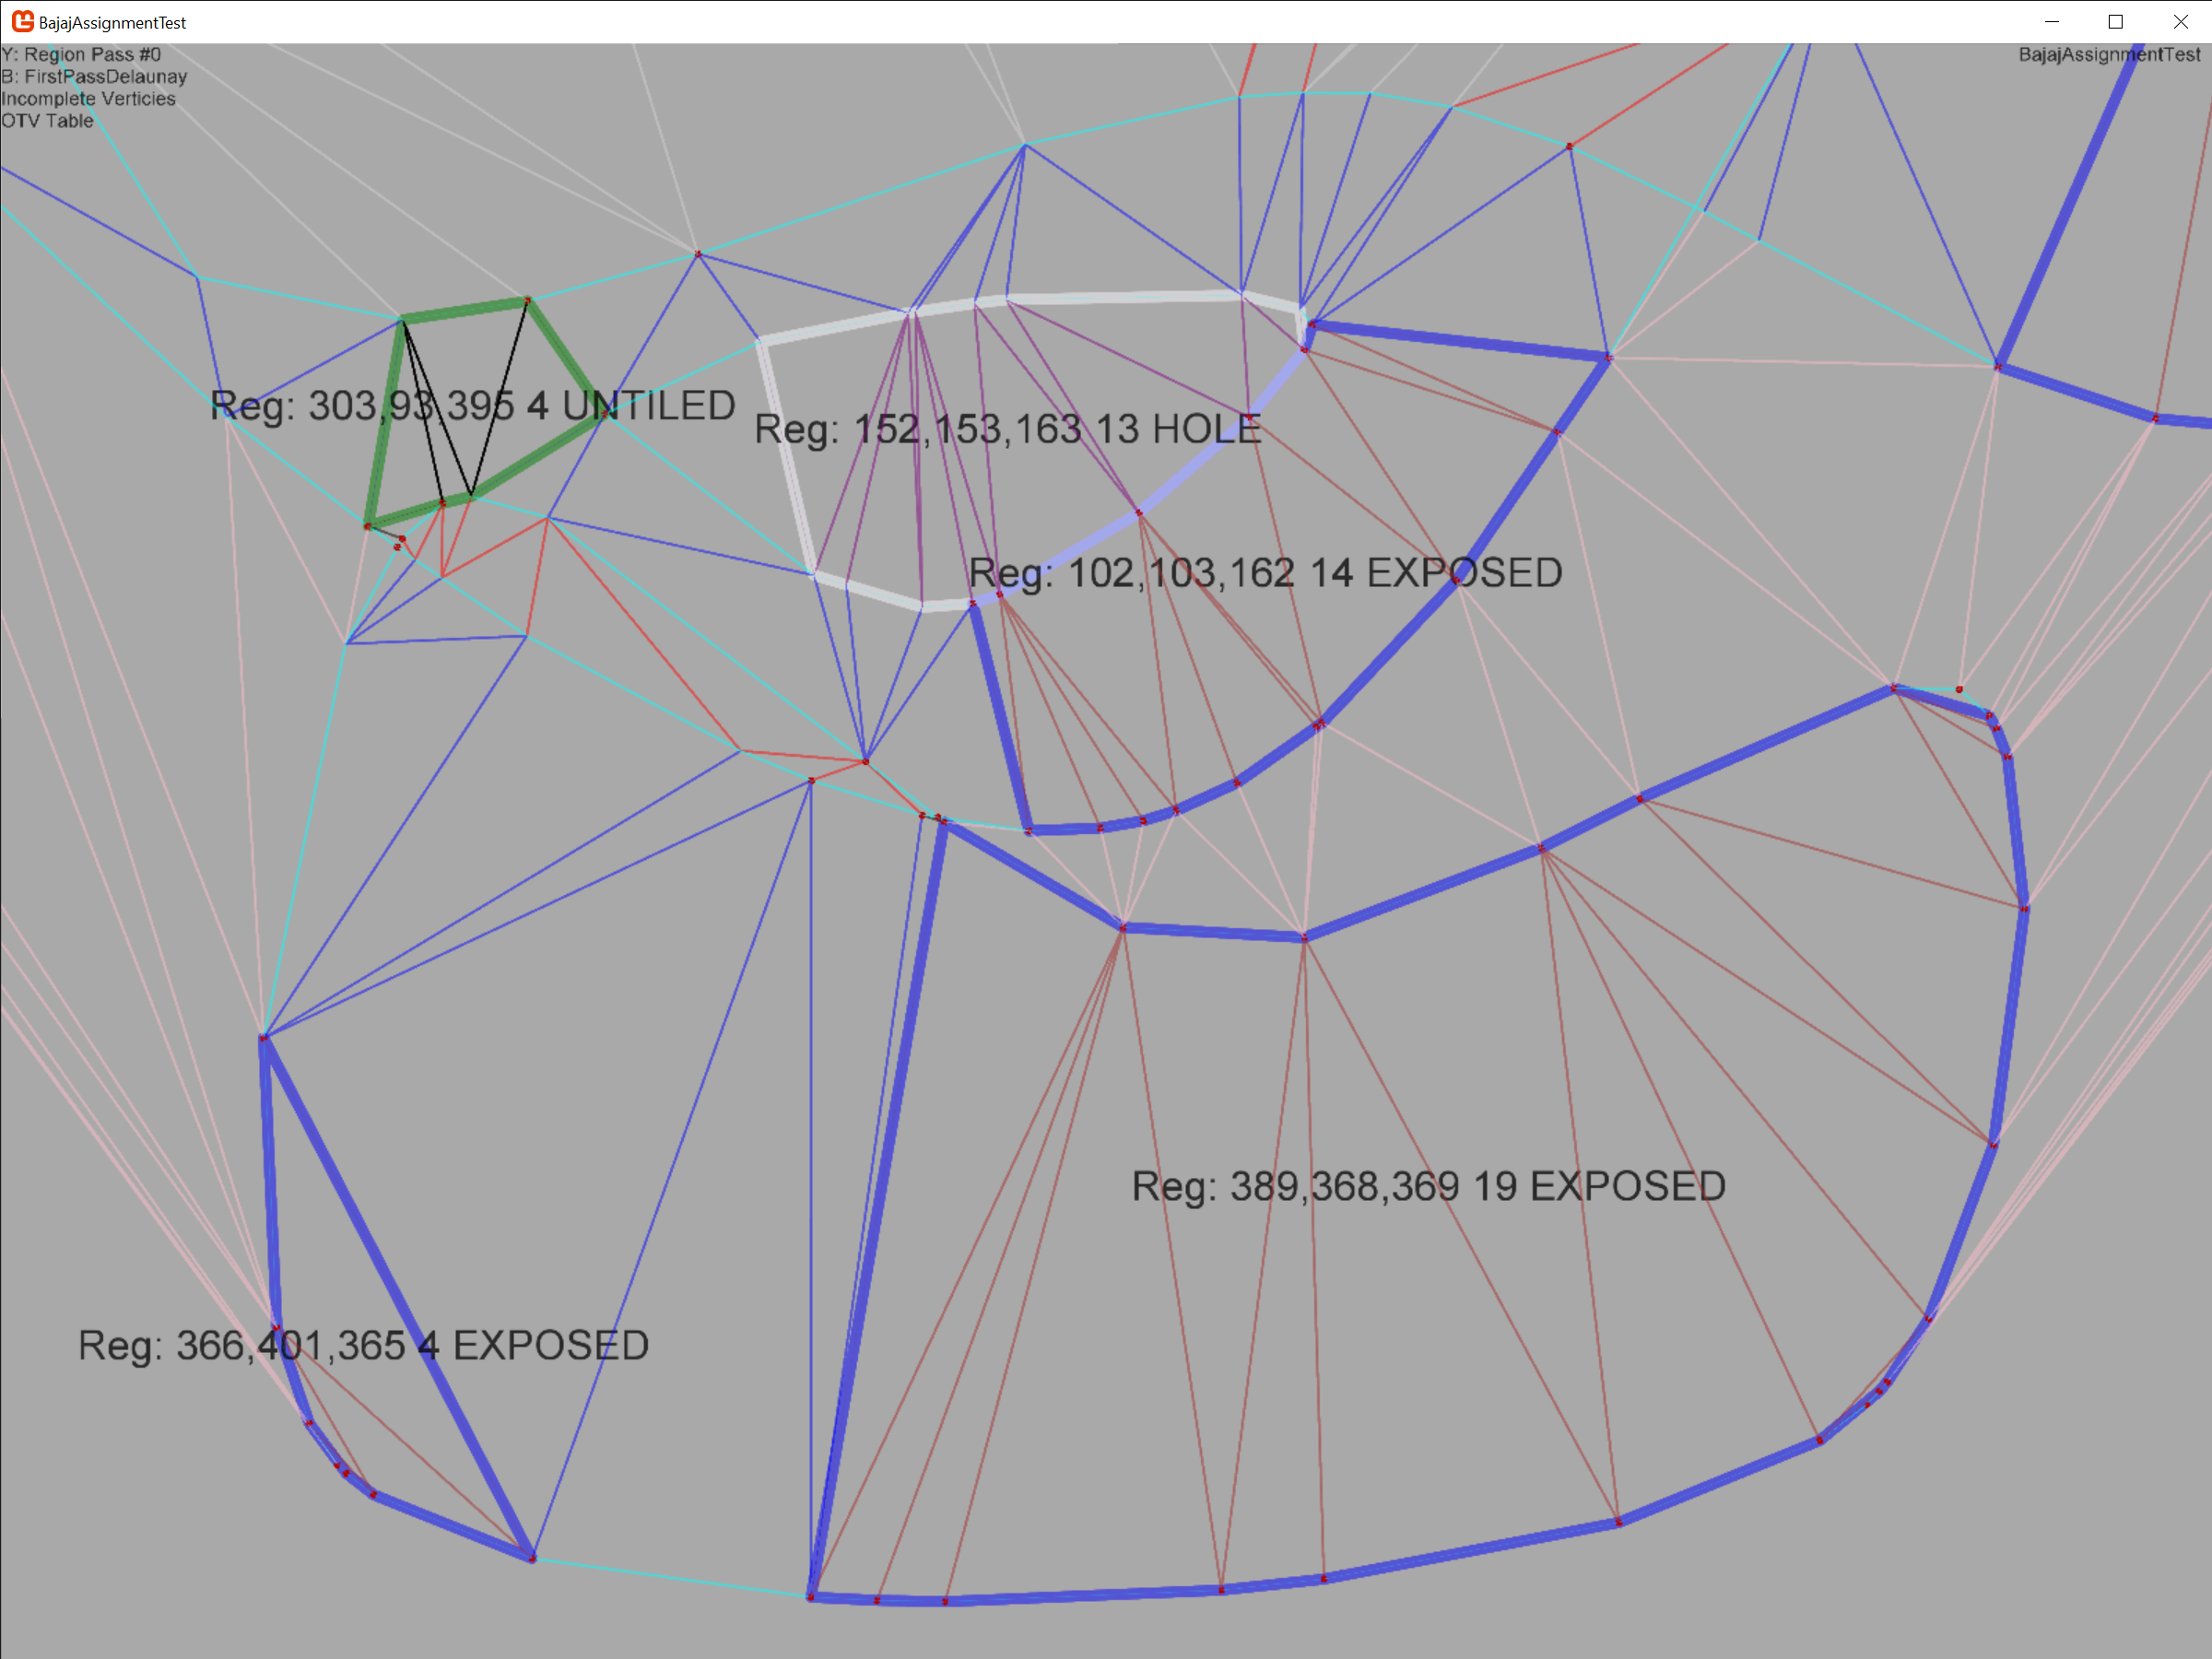 BajajAssignmentTest
Y: Region Pass #0
BajajAssignmentTest
B: FirstPassDelaunay
Incomplete Verticies
OTV Table
Reg: 303,93,395 4 UNTILED
Reg: 152,153,163 13 HOLE
Reg: 102,103,162 14 EXPOSED
Reg: 389,368,369 19 EXPOSED
Reg: 366,401,365 4 EXPOSED